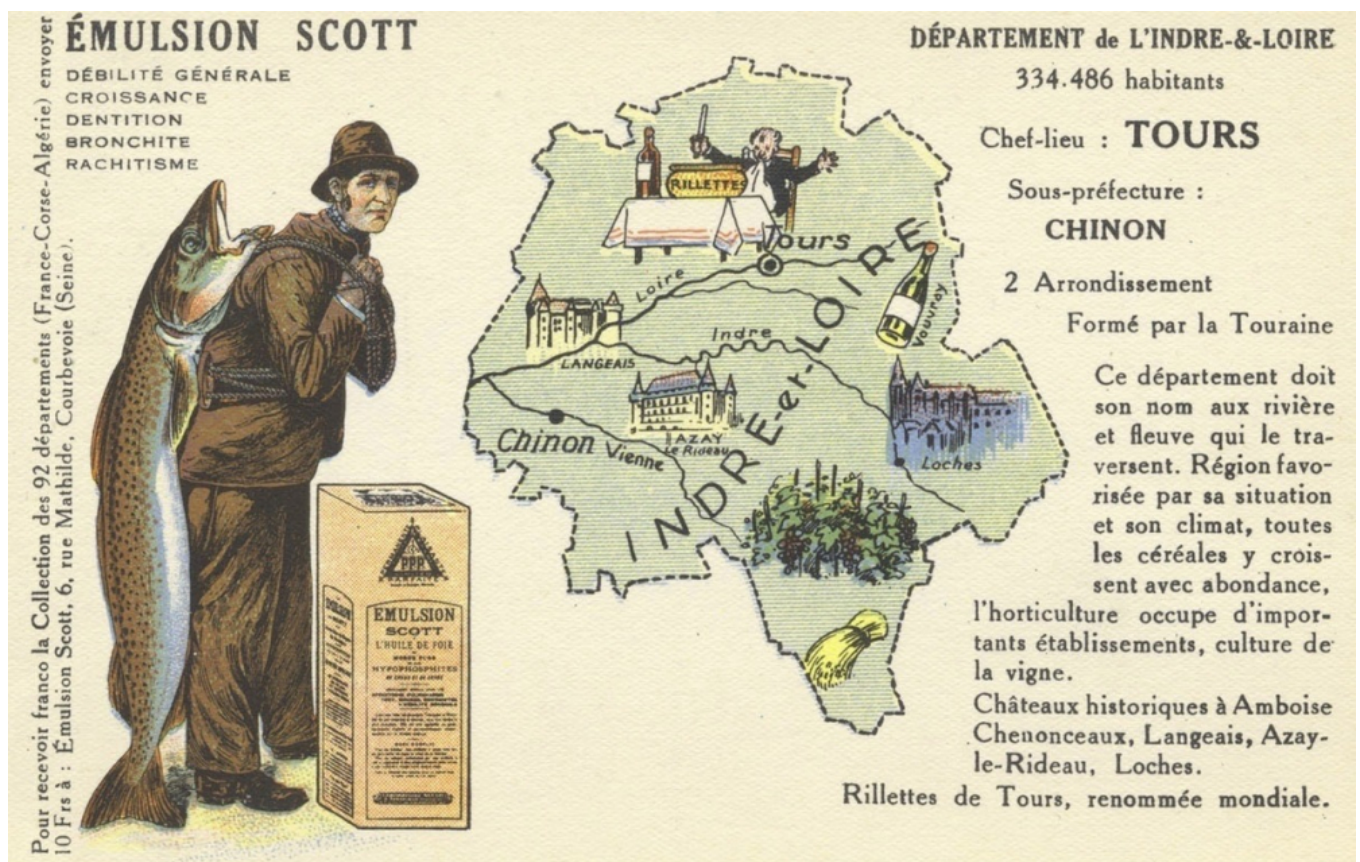 Pour recevoir franco la Collection des 92 départements (France-Corse-Algérie) envoyer
10 Frs à : Émulsion Scott, 6, rue Mathilde, Courbevoie (Seine).
ÉMULSION SCOTT
DÉBILITÉ GÉNÉRALE
CROISSANCE
DENTITION
BRONCHITE
RACHITISME
PARFAITE
EMULSION
SCOTT
L'HUILE DE FOIE
HYPOPHOSPHITES
RILLETTES
Tours
Loire
Vouvray
Indre
LANGEAIS
AZAY
Le Rideau
Chinon
Vienne
Loches
INDRE-et-LOIRE
DÉPARTEMENT de L'INDRE-&-LOIRE
334.486 habitants
Chef-lieu : TOURS
Sous-préfecture :
CHINON
2 Arrondissement
Formé par la Touraine
Ce département doit
son nom aux rivière
et fleuve qui le tra-
versent. Région favo-
risée par sa situation
et son climat, toutes
les céréales y crois-
sent avec abondance,
l'horticulture occupe d'impor-
tants établissements, culture de
la vigne.
Châteaux historiques à Amboise
Chenonceaux, Langeais, Azay-
le-Rideau, Loches.
Rillettes de Tours, renommée mondiale.